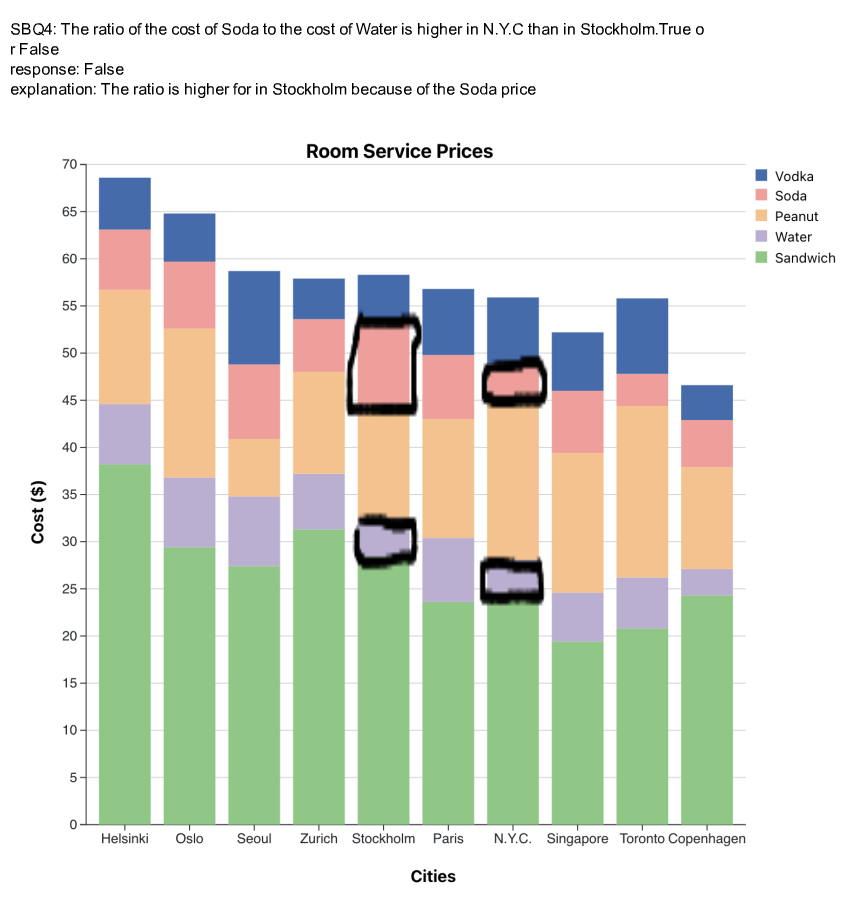 SBQ4: The ratio of the cost of Soda to the cost of Water is higher in N.Y.C than in Stockholm.True o
r False
response: False
explanation: The ratio is higher for in Stockholm because of the Soda price
Room Service Prices
70
65
60
55
50
45
40
35
30
25
20
15
10
5
0
Cost ($)
Vodka
Soda
Peanut
Water
Sandwich
Helsinki Oslo Seoul Zurich Stockholm Paris N.Y.C. Singapore Toronto Copenhagen
Cities